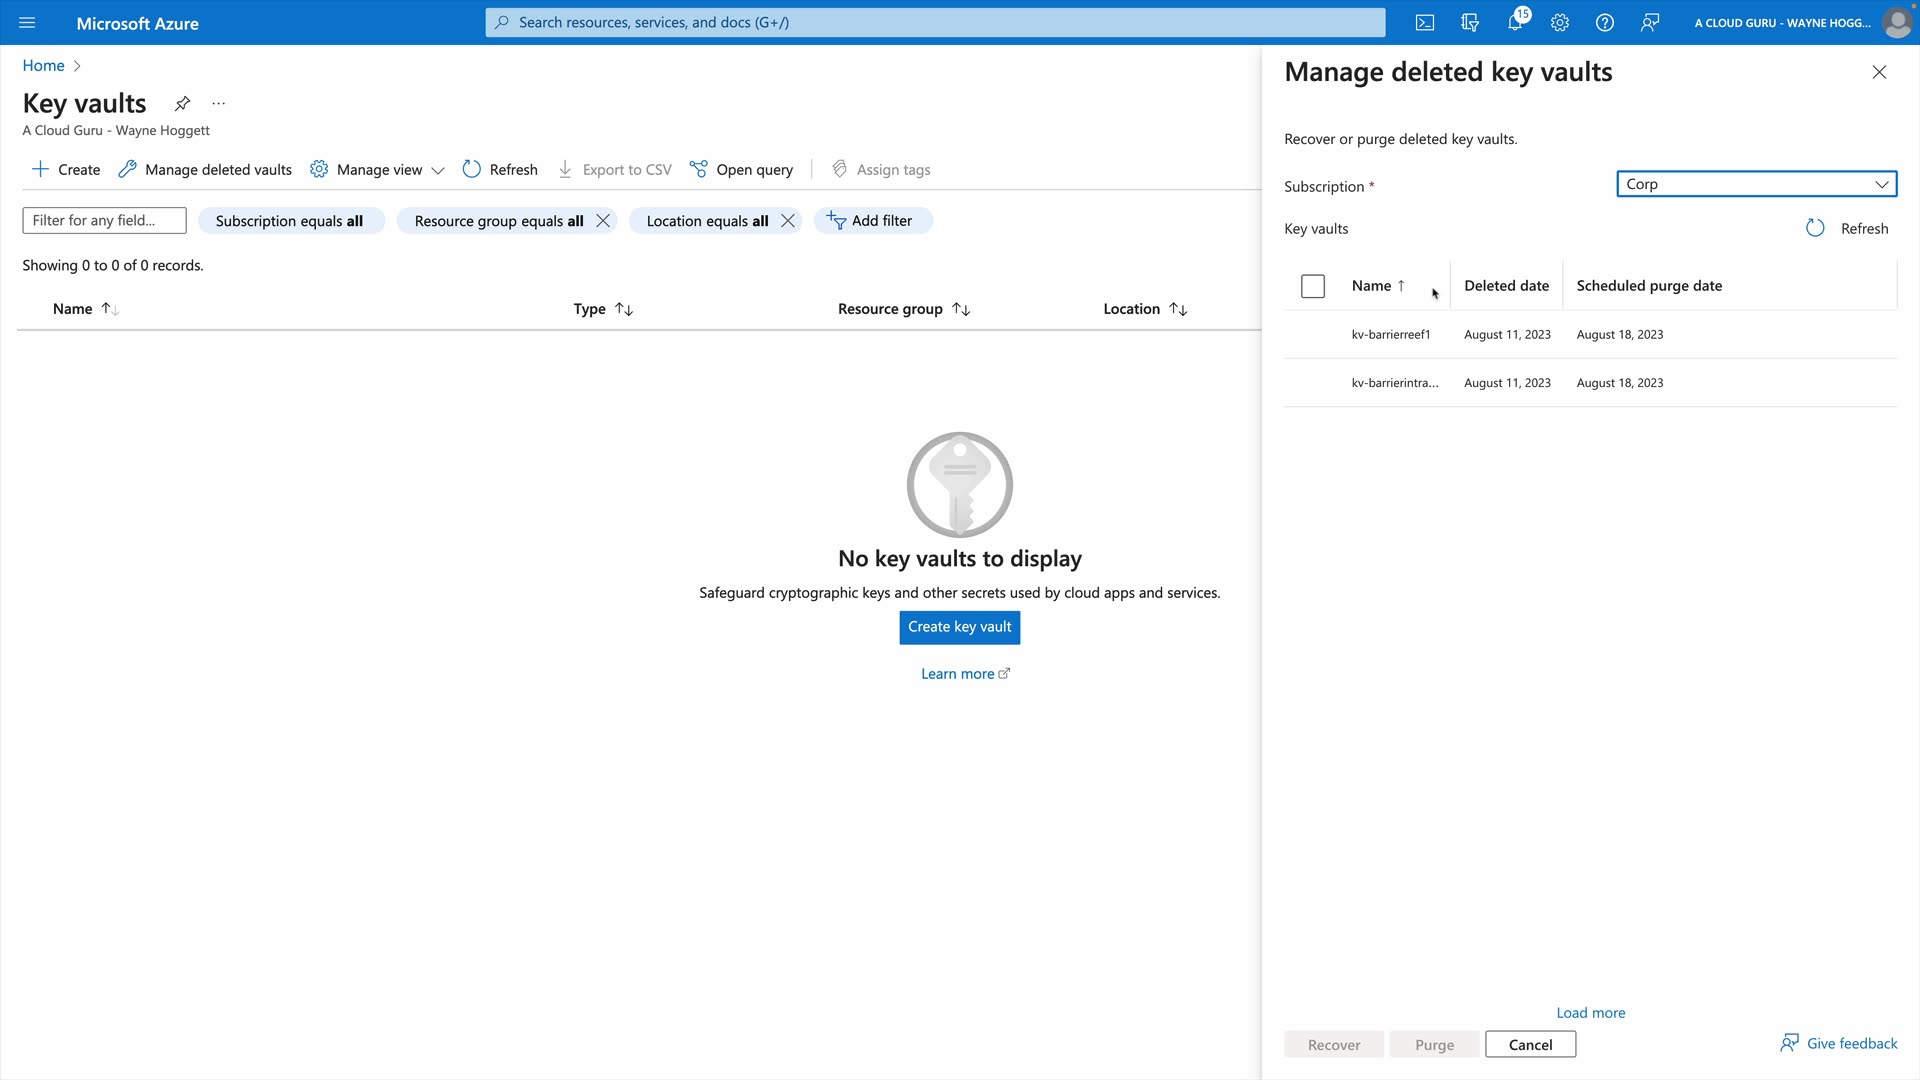 Microsoft Azure
Search resources, services, and docs (G+/)
15
A CLOUD GURU - WAYNE HOGG...
Home
Key vaults
...
A Cloud Guru - Wayne Hoggett
Create
Manage deleted vaults
Manage view
Refresh
Export to CSV
Open query
Assign tags
Filter for any field...
Subscription equals all
Resource group equals all
Location equals all
Add filter
Showing 0 to 0 of 0 records.
Name
Type
Resource group
Location
No key vaults to display
Safeguard cryptographic keys and other secrets used by cloud apps and services.
Create key vault
Learn more
Manage deleted key vaults
Recover or purge deleted key vaults.
Subscription *
Corp
Key vaults
Refresh
Name ↑
Deleted date
Scheduled purge date
kv-barrierreef1
August 11, 2023
August 18, 2023
kv-barrierintra...
August 11, 2023
August 18, 2023
Load more
Recover
Purge
Cancel
Give feedback